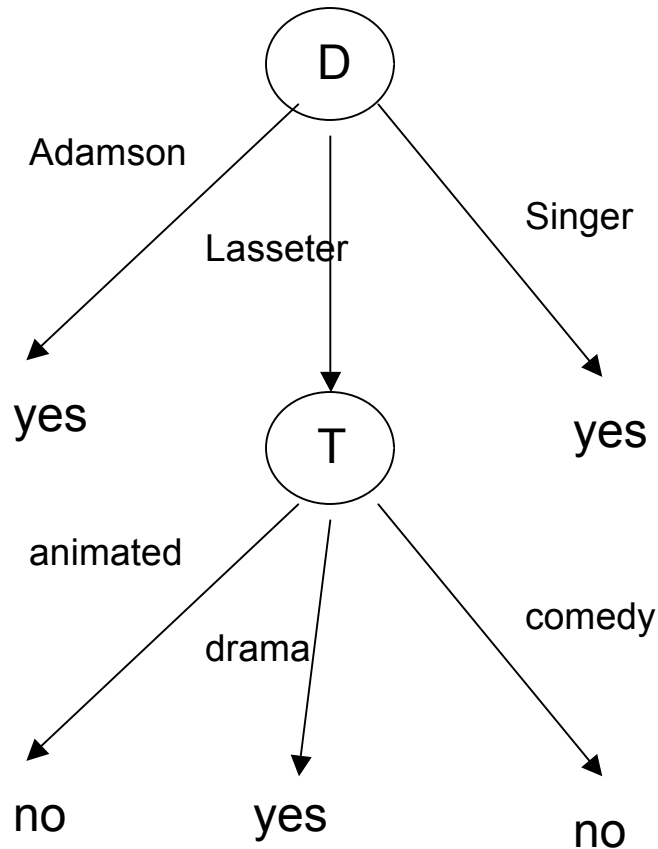 D
Adamson
Singer
Lasseter
yes
yes
T
animated
comedy
drama
no
yes
no